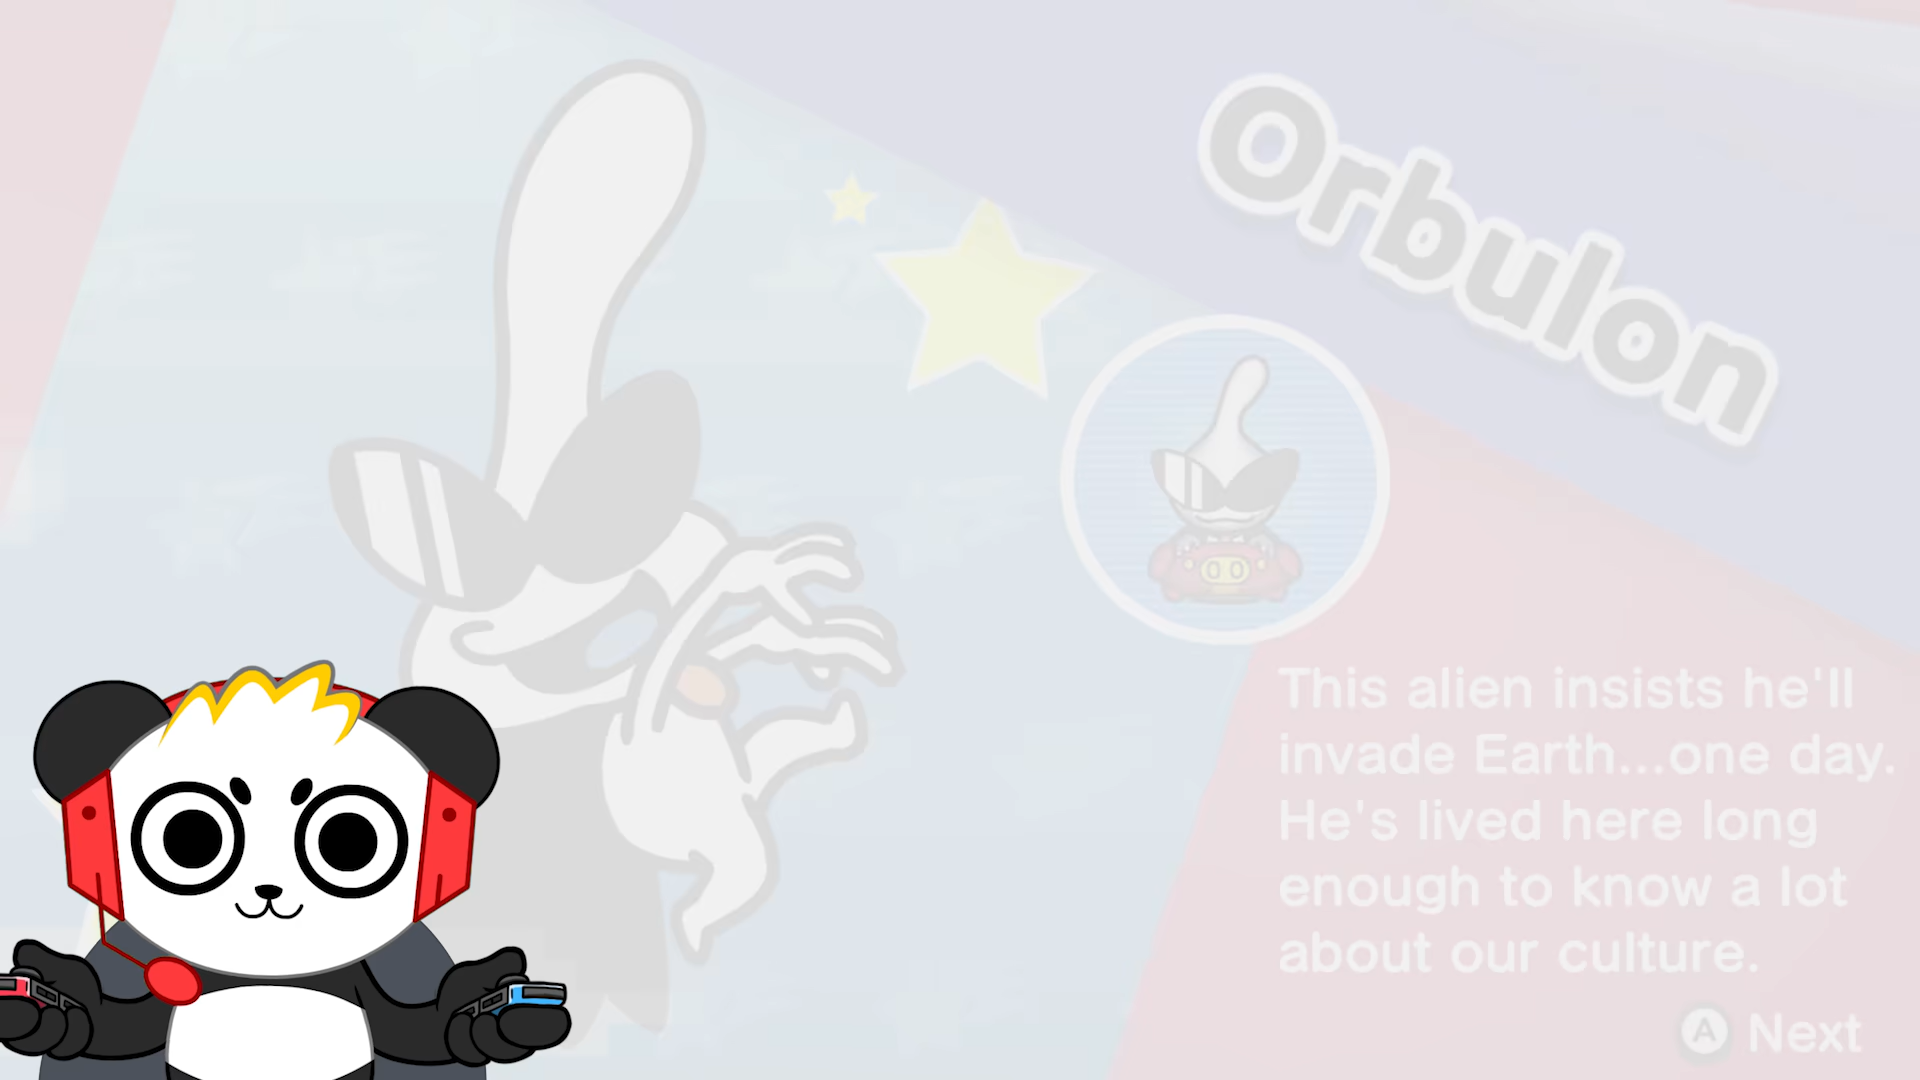 Orbulon
This alien insists he'll
invade Earth...one day.
He's lived here long
enough to know a lot
about our culture.
A Next